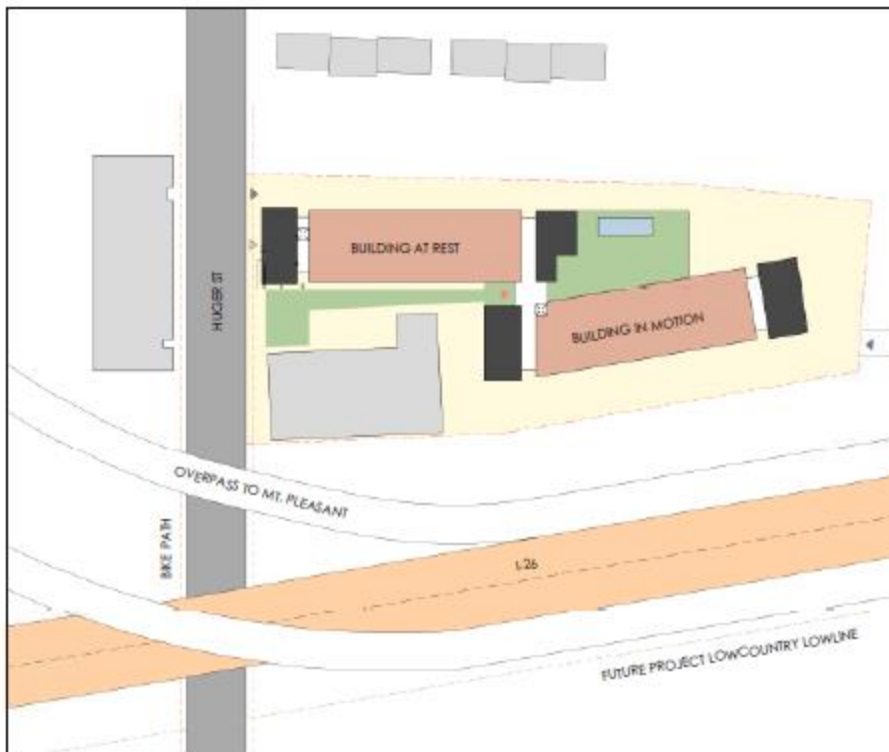 BUILDING AT REST
HUGER ST
BUILDING IN MOTION
OVERPASS TO MT. PLEASANT
BIKE PATH
I-26
FUTURE PROJECT LOWCOUNTRY LOWLINE